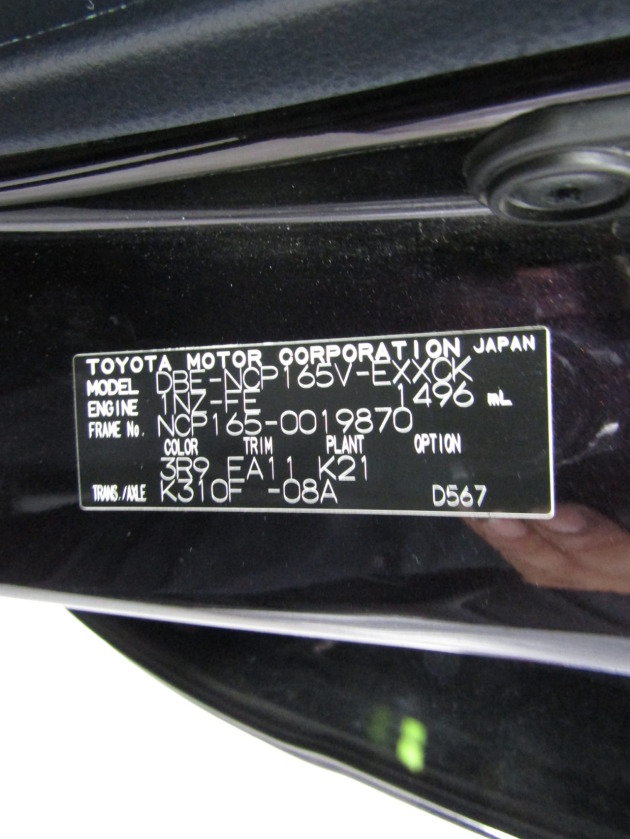 TOYOTA MOTOR CORPORATION JAPAN
MODEL DBE-NCP165V-EXXCK
ENGINE 1NZ-FE 1496 mL
FRAME No. NCP165-0019870
COLOR TRIM PLANT OPTION
3R9 EA11 K21
TRANS./AXLE K310F -08A D567